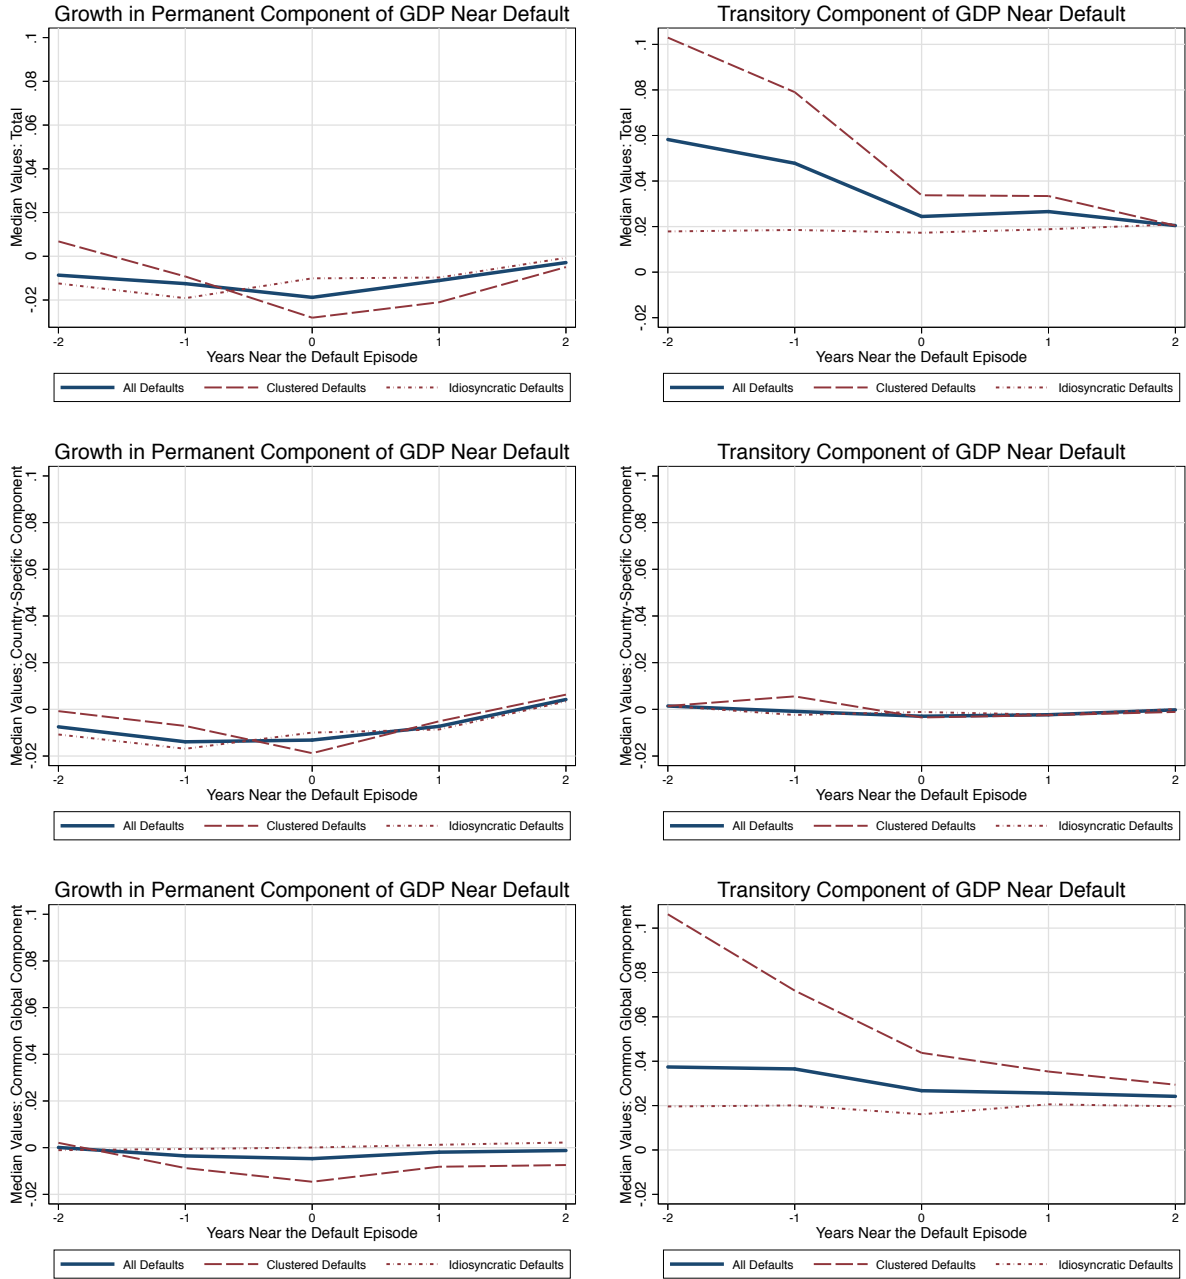 Growth in Permanent Component of GDP Near Default
Median Values: Total
.1
.08
.06
.04
.02
0
-.02
-2
-1
0
1
2
Years Near the Default Episode
All Defaults
Clustered Defaults
Idiosyncratic Defaults
Transitory Component of GDP Near Default
Median Values: Total
.1
.08
.06
.04
.02
0
-.02
-2
-1
0
1
2
Years Near the Default Episode
All Defaults
Clustered Defaults
Idiosyncratic Defaults
Growth in Permanent Component of GDP Near Default
Median Values: Country-Specific Component
.1
.08
.06
.04
.02
0
-.02
-2
-1
0
1
2
Years Near the Default Episode
All Defaults
Clustered Defaults
Idiosyncratic Defaults
Transitory Component of GDP Near Default
Median Values: Country-Specific Component
.1
.08
.06
.04
.02
0
-.02
-2
-1
0
1
2
Years Near the Default Episode
All Defaults
Clustered Defaults
Idiosyncratic Defaults
Growth in Permanent Component of GDP Near Default
Median Values: Common Global Component
.1
.08
.06
.04
.02
0
-.02
-2
-1
0
1
2
Years Near the Default Episode
All Defaults
Clustered Defaults
Idiosyncratic Defaults
Transitory Component of GDP Near Default
Median Values: Common Global Component
.1
.08
.06
.04
.02
0
-.02
-2
-1
0
1
2
Years Near the Default Episode
All Defaults
Clustered Defaults
Idiosyncratic Defaults